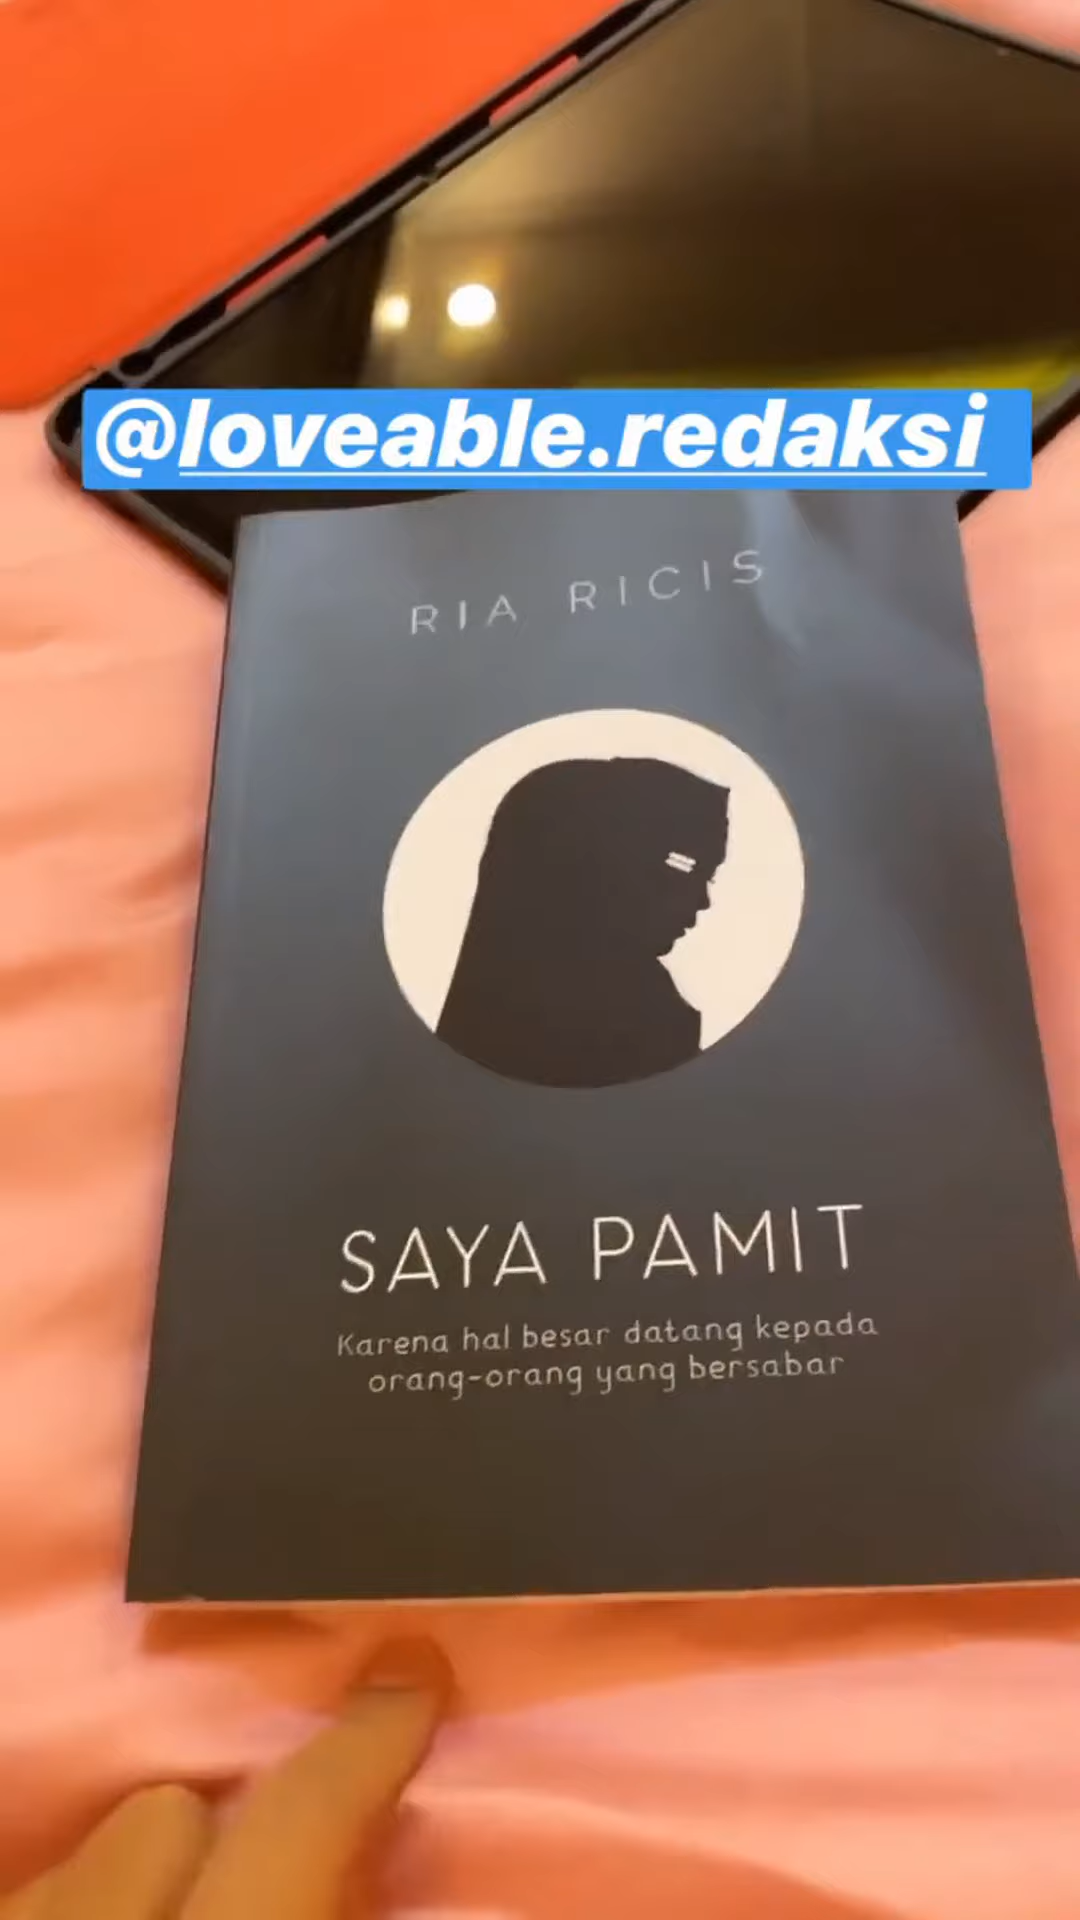 @loveable.redaksi
RIA RICIS
SAYA PAMIT
Karena hal besar datang kepada
orang-orang yang bersabar